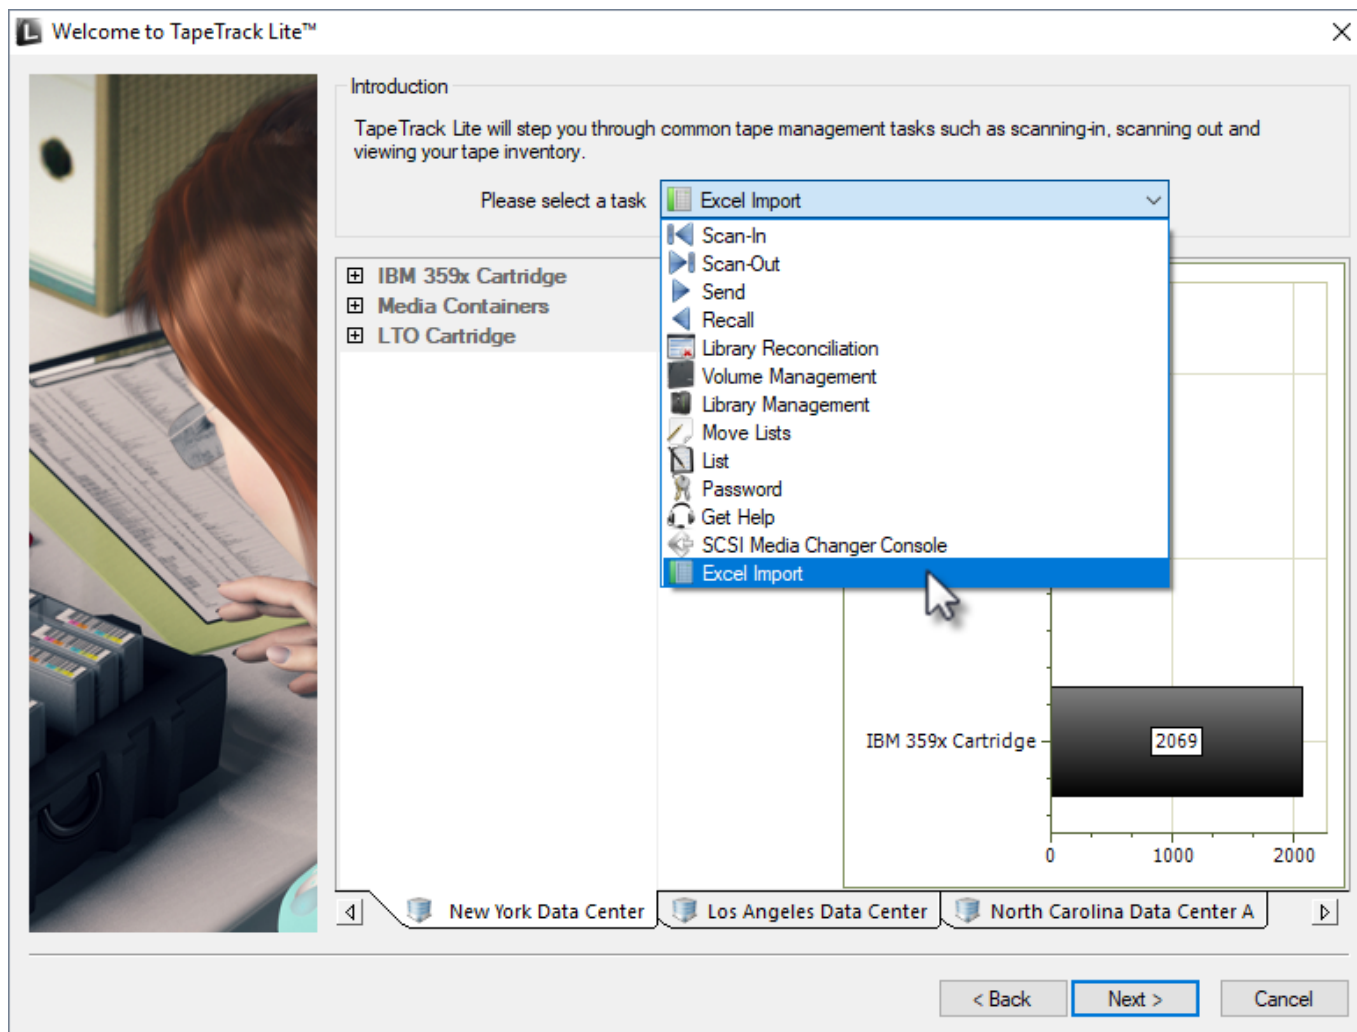 Welcome to TapeTrack Lite™
Introduction
TapeTrack Lite will step you through common tape management tasks such as scanning-in, scanning out and
viewing your tape inventory.
Please select a task
Excel Import
Scan-In
Scan-Out
Send
Recall
Library Reconciliation
Volume Management
Library Management
Move Lists
List
Password
Get Help
SCSI Media Changer Console
Excel Import
IBM 359x Cartridge
Media Containers
LTO Cartridge
IBM 359x Cartridge
2069
0 1000 2000
New York Data Center
Los Angeles Data Center
North Carolina Data Center A
< Back
Next >
Cancel